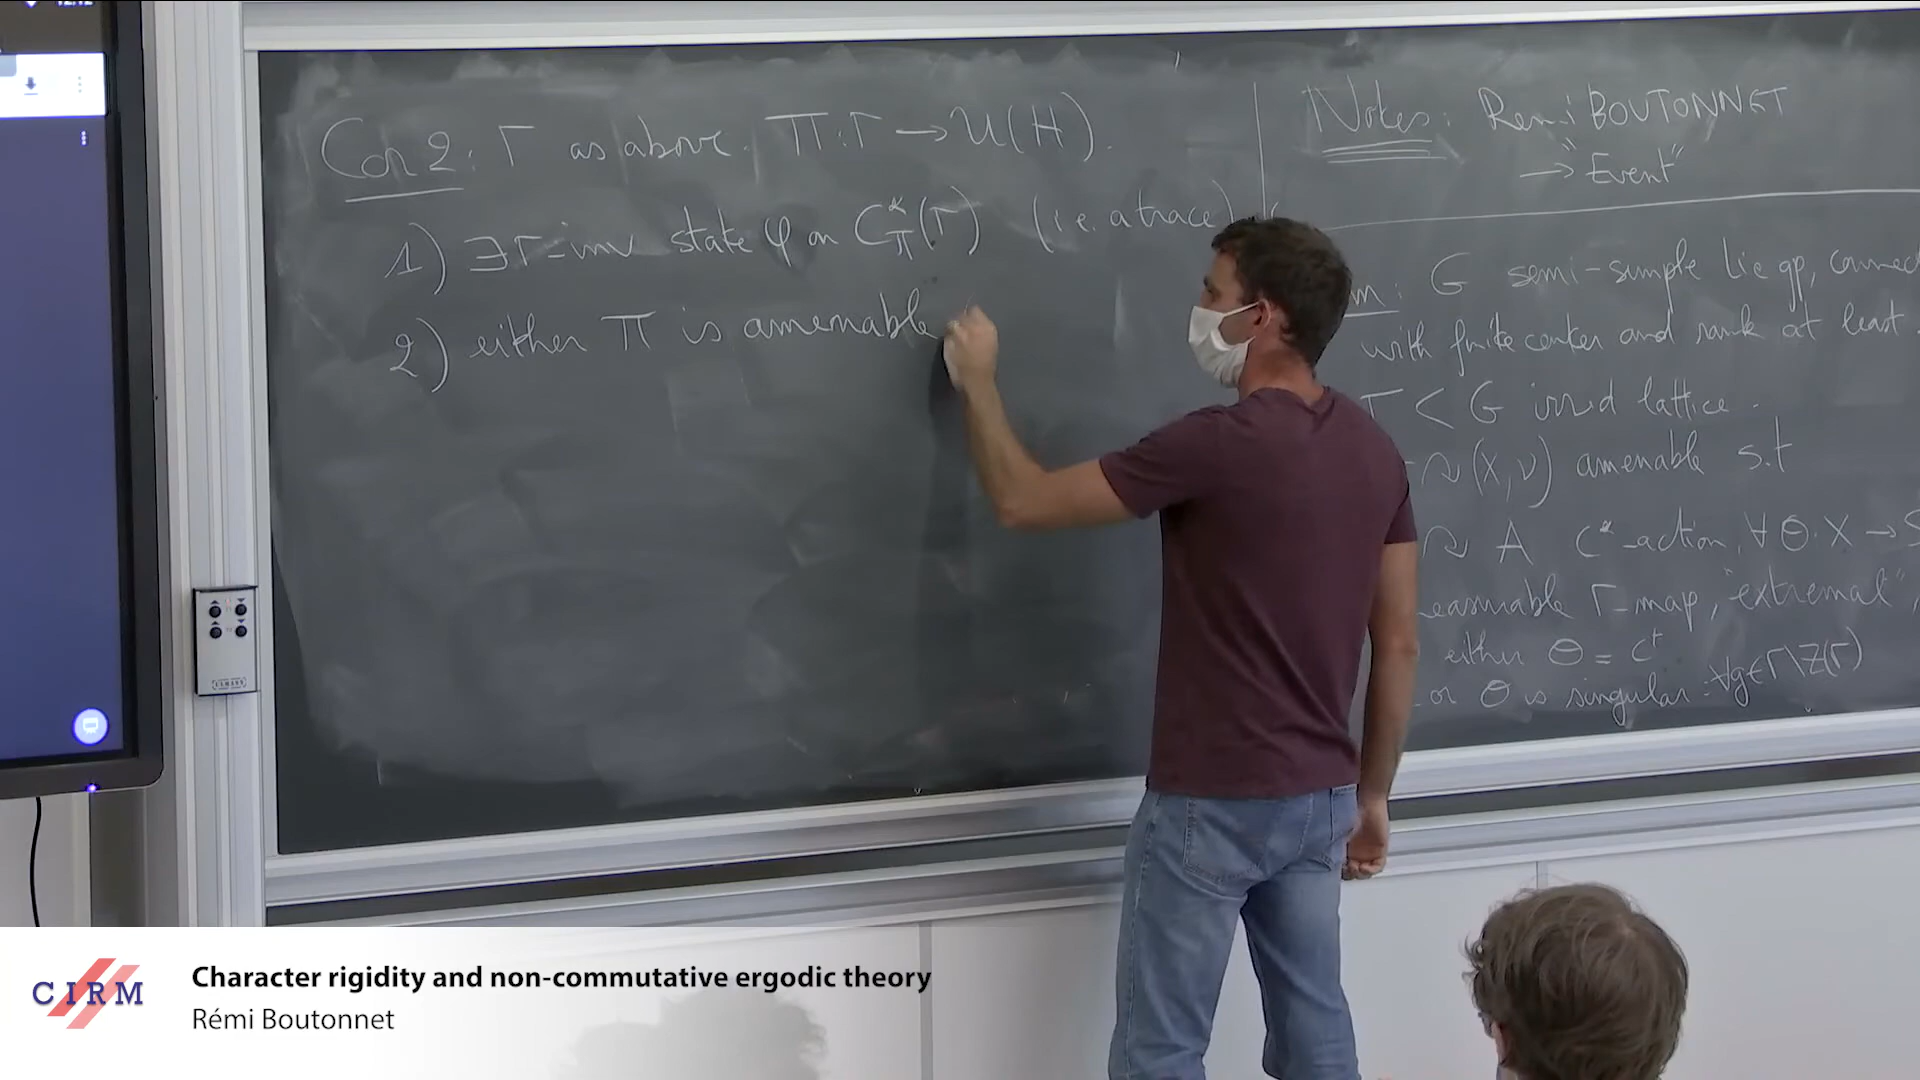 Cor 2: Γ as above. Π: Γ → U(H).
1) ∃ Γ-inv state φ on C*_Π(Γ) (i.e. a trace)
2) either Π is amenable
Notes: Rémi BOUTONNET
→ "Event"
m: G semi-simple Lie gp, connec
with finite center and rank at least
Γ < G irred lattice.
↷ (X, ν) amenable s.t
↷ A C*-action, ∀ Θ: X → S
easurable Γ-map, "extremal",
either Θ = c^t
or Θ is singular: ∀g∈Γ\Z(Γ)
CIRM
Character rigidity and non-commutative ergodic theory
Rémi Boutonnet